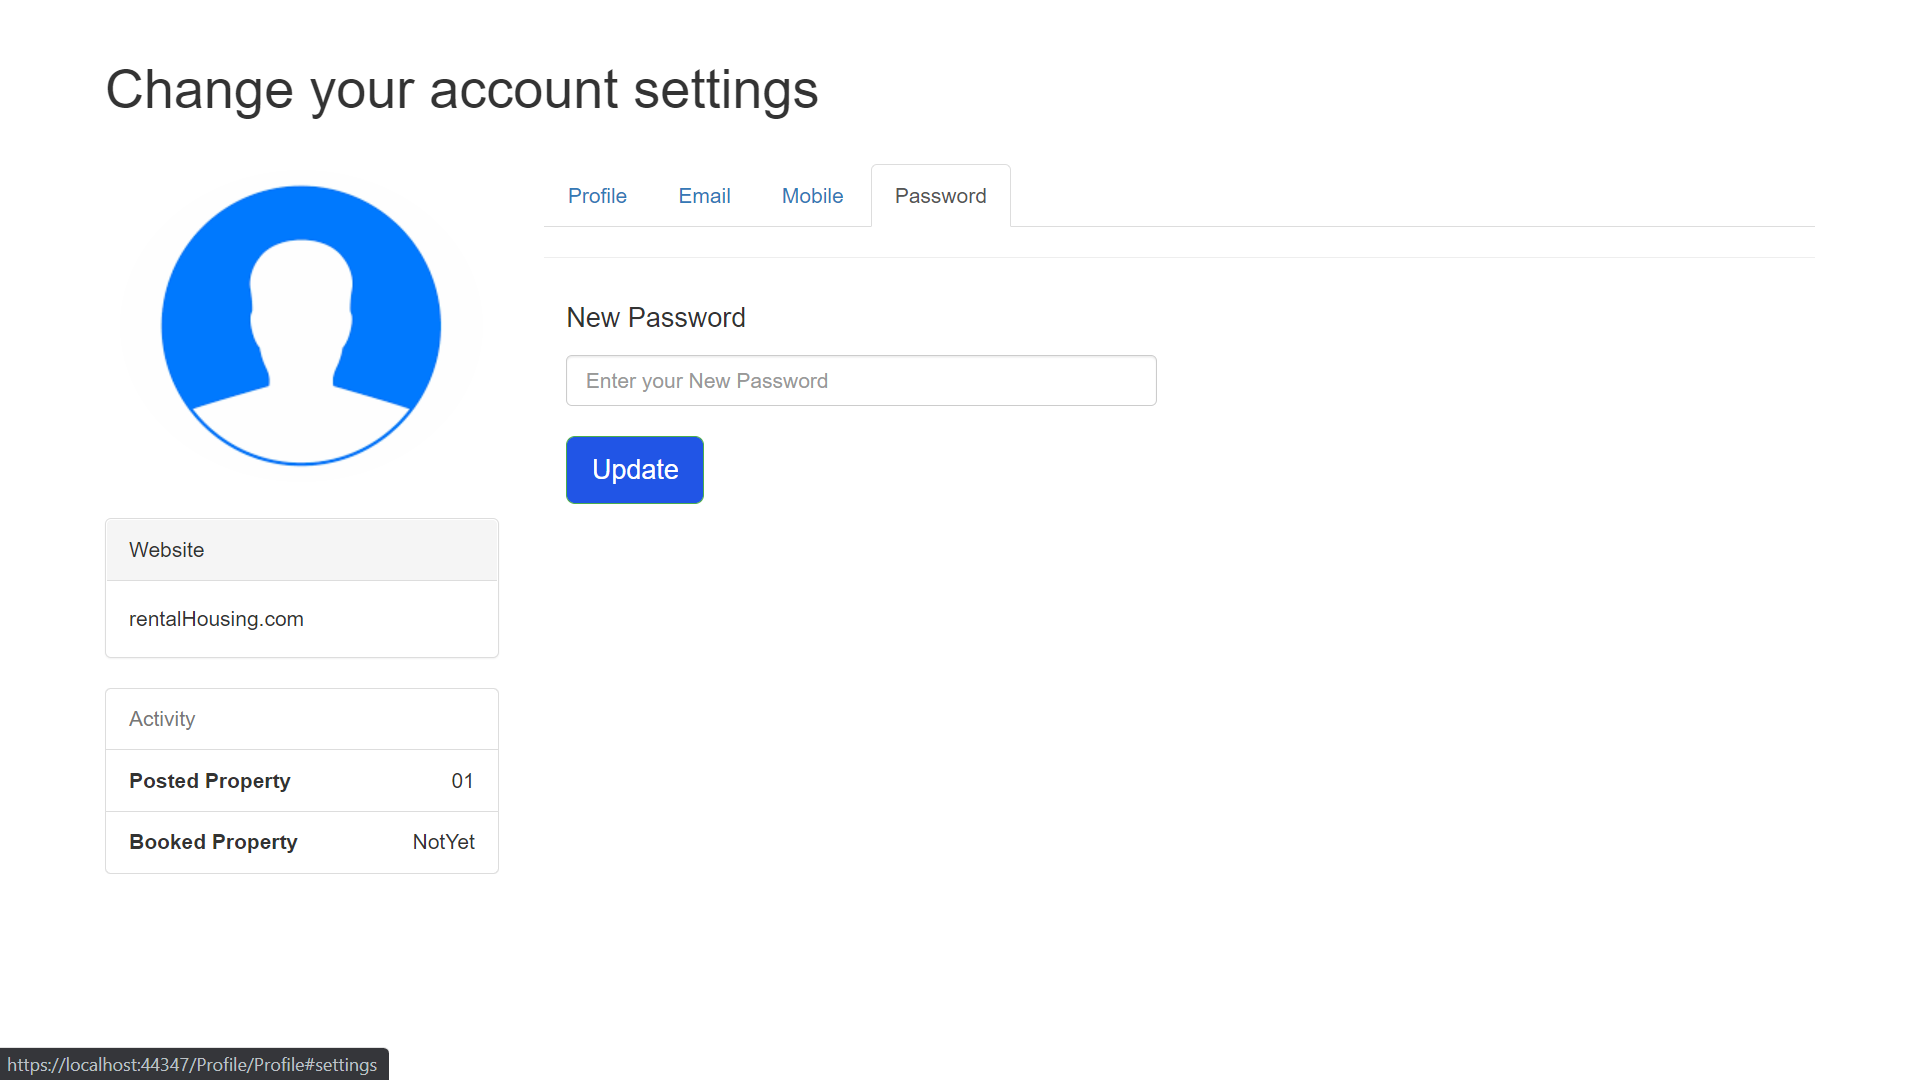 Change your account settings
Profile Email Mobile Password
New Password
Enter your New Password
Update
Website
rentalHousing.com
Activity
Posted Property 01
Booked Property NotYet
https://localhost:44347/Profile/Profile#settings